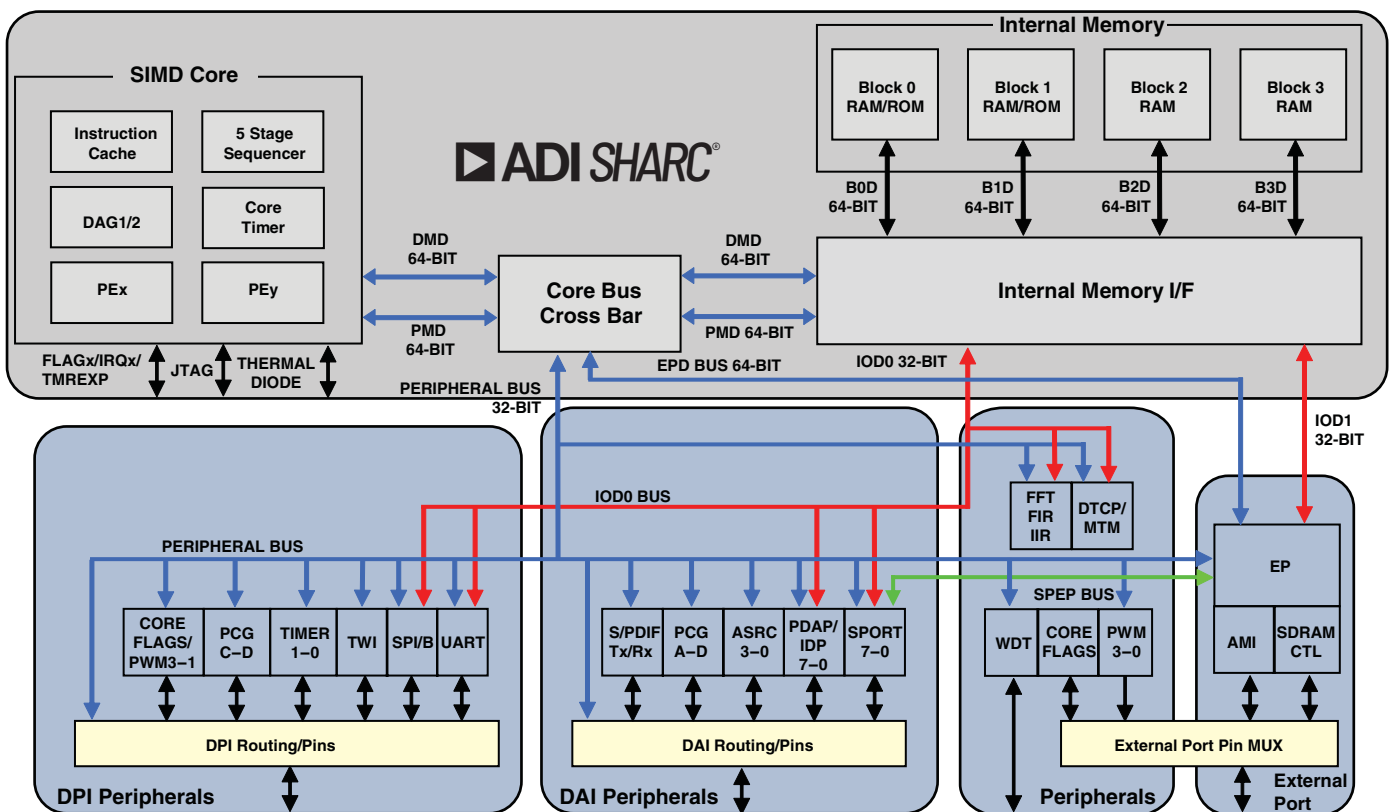 Internal Memory
SIMD Core
Block 0
RAM/ROM
Block 1
RAM/ROM
Block 2
RAM
Block 3
RAM
Instruction
Cache
5 Stage
Sequencer
DAG1/2
Core
Timer
PEx
PEy
ADI SHARC®
B0D
64-BIT
B1D
64-BIT
B2D
64-BIT
B3D
64-BIT
DMD
64-BIT
DMD
64-BIT
Core Bus
Cross Bar
Internal Memory I/F
PMD
64-BIT
PMD 64-BIT
FLAGx/IRQx/
TMREXP
JTAG
THERMAL
DIODE
EPD BUS 64-BIT
IOD0 32-BIT
PERIPHERAL BUS
32-BIT
IOD1
32-BIT
IOD0 BUS
FFT
FIR
IIR
DTCP/
MTM
PERIPHERAL BUS
EP
SPEP BUS
CORE
FLAGS/
PWM3–1
PCG
C–D
TIMER
1–0
TWI
SPI/B
UART
S/PDIF
Tx/Rx
PCG
A–D
ASRC
3–0
PDAP/
IDP
7–0
SPORT
7–0
WDT
CORE
FLAGS
PWM
3–0
AMI
SDRAM
CTL
DPI Routing/Pins
DAI Routing/Pins
External Port Pin MUX
DPI Peripherals
DAI Peripherals
Peripherals
External
Port